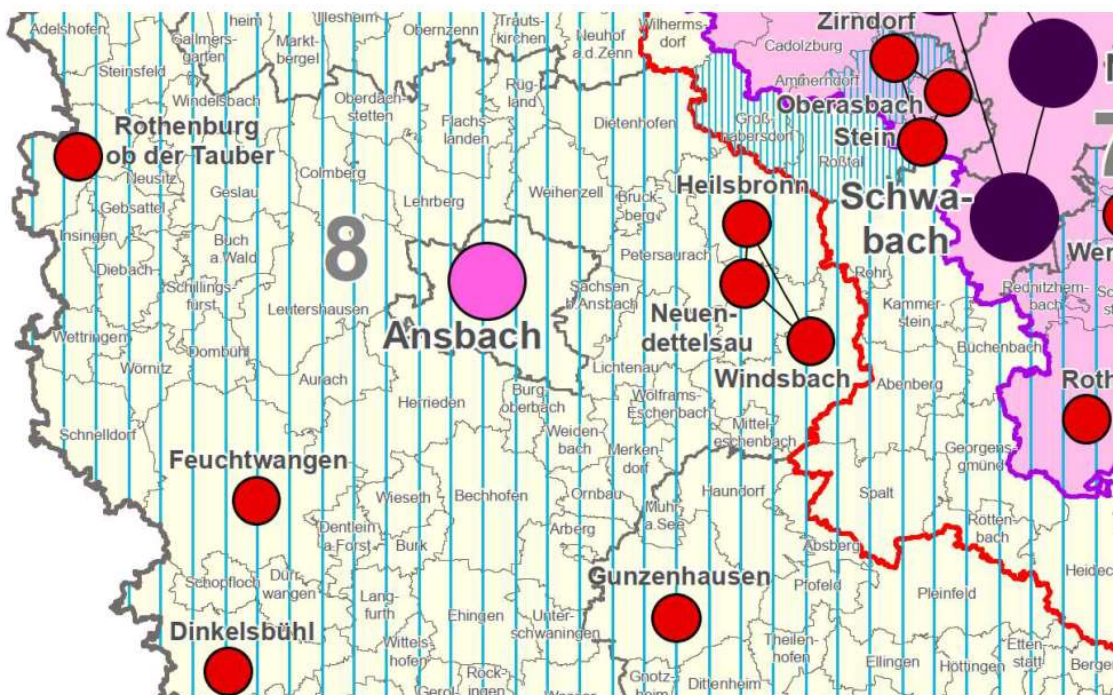 Adelshofen
heim
Illesheim
Obernzenn
Trauts-
kirchen
Neuhof
a.d.Zenn
Wilherms-
dorf
Zirndorf
Gallmers-
garten
Markt-
bergel
Cadolzburg
Steinsfeld
Ammerndorf
Windelsbach
Oberdach-
stetten
Rüg-
land
Oberasbach
Rothenburg
ob der Tauber
Flachs-
landen
Dietenhofen
Groß-
habersdorf
Stein
7
Roßtal
Neusitz
Colmberg
Geslau
Lehrberg
Weihenzell
Bruck-
berg
Heilsbronn
Schwa-
bach
Gebsattel
Insingen
Buch
a.Wald
8
Petersaurach
Diebach
Schillings-
fürst
Sachsen
b.Ansbach
Rohr
Rednitzhem-
bach
Leutershausen
Kammer-
stein
Neuen-
dettelsau
Wettringen
Ansbach
Dombühl
Büchenbach
Wörnitz
Lichtenau
Windsbach
Aurach
Herrieden
Burg
oberbach
Wolframs-
Eschenbach
Abenberg
Roth
Schnelldorf
Weiden-
bach
Mittel-
eschenbach
Merken
dorf
Georgens-
gmünd
Feuchtwangen
Wieseth
Bechhofen
Ornbau
Muhr
a.See
Haundorf
Spalt
Dentlein
a.Forst
Burk
Arberg
Absberg
Rötten-
bach
Heidec
Schopfloch
Dürr-
wangen
Gunzenhausen
Pfofeld
Pleinfeld
Lang-
furth
Ehingen
Unter-
schwaningen
Dinkelsbühl
Wittels
hofen
Theilen-
hofen
Ellingen
Höttingen
Etten
statt
Berge
Gerol-
Röck-
ingen
Gnotz-
heim
Dittenheim